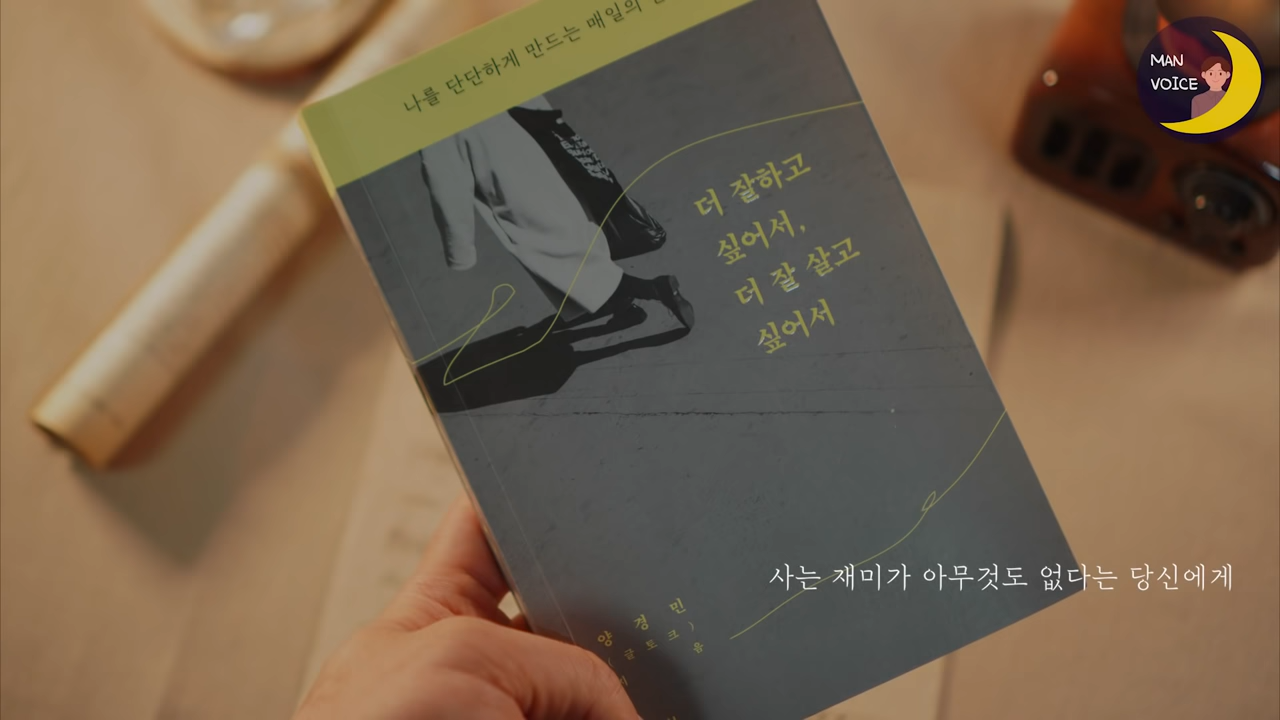 나를 단단하게 만드는 매일의
MAN
VOICE
더 잘하고
싶어서,
더 잘 살고
싶어서
사는 재미가 아무것도 없다는 당신에게
양경민
(글토크)